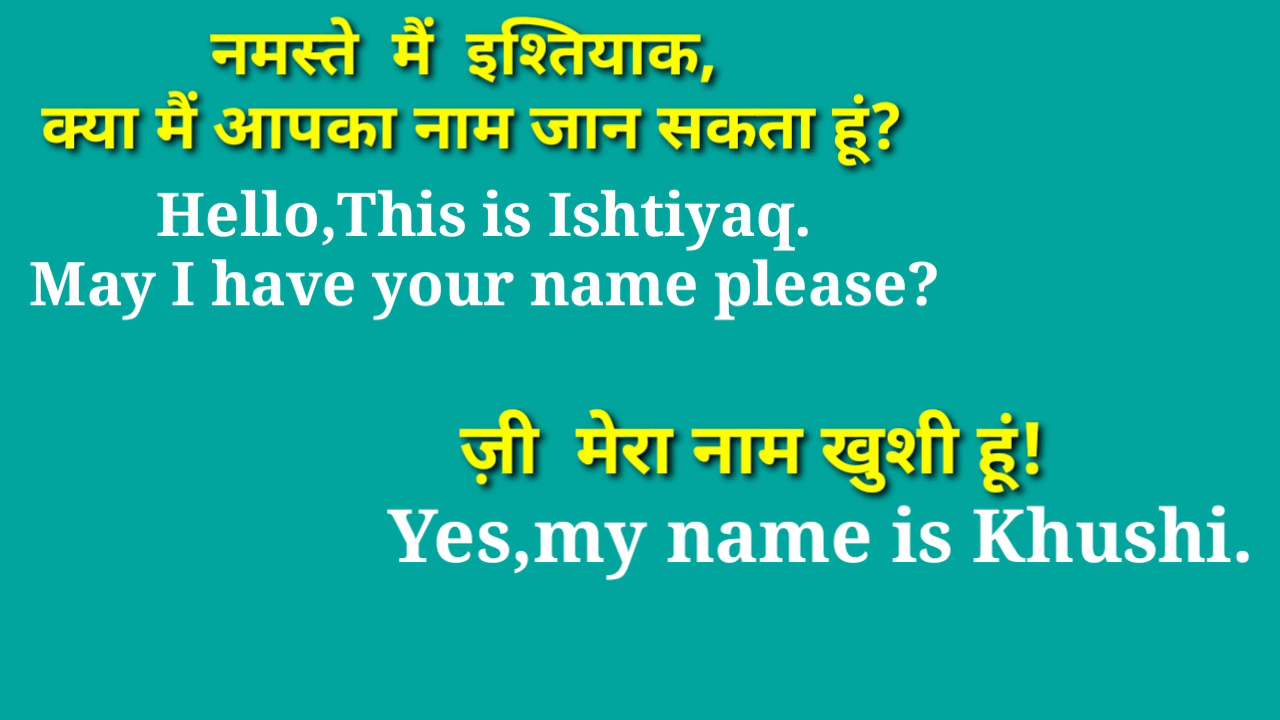 नमस्ते मैं इश्तियाक,
क्या मैं आपका नाम जान सकता हूं?
Hello,This is Ishtiyaq.
May I have your name please?
ज़ी मेरा नाम खुशी हूं!
Yes,my name is Khushi.